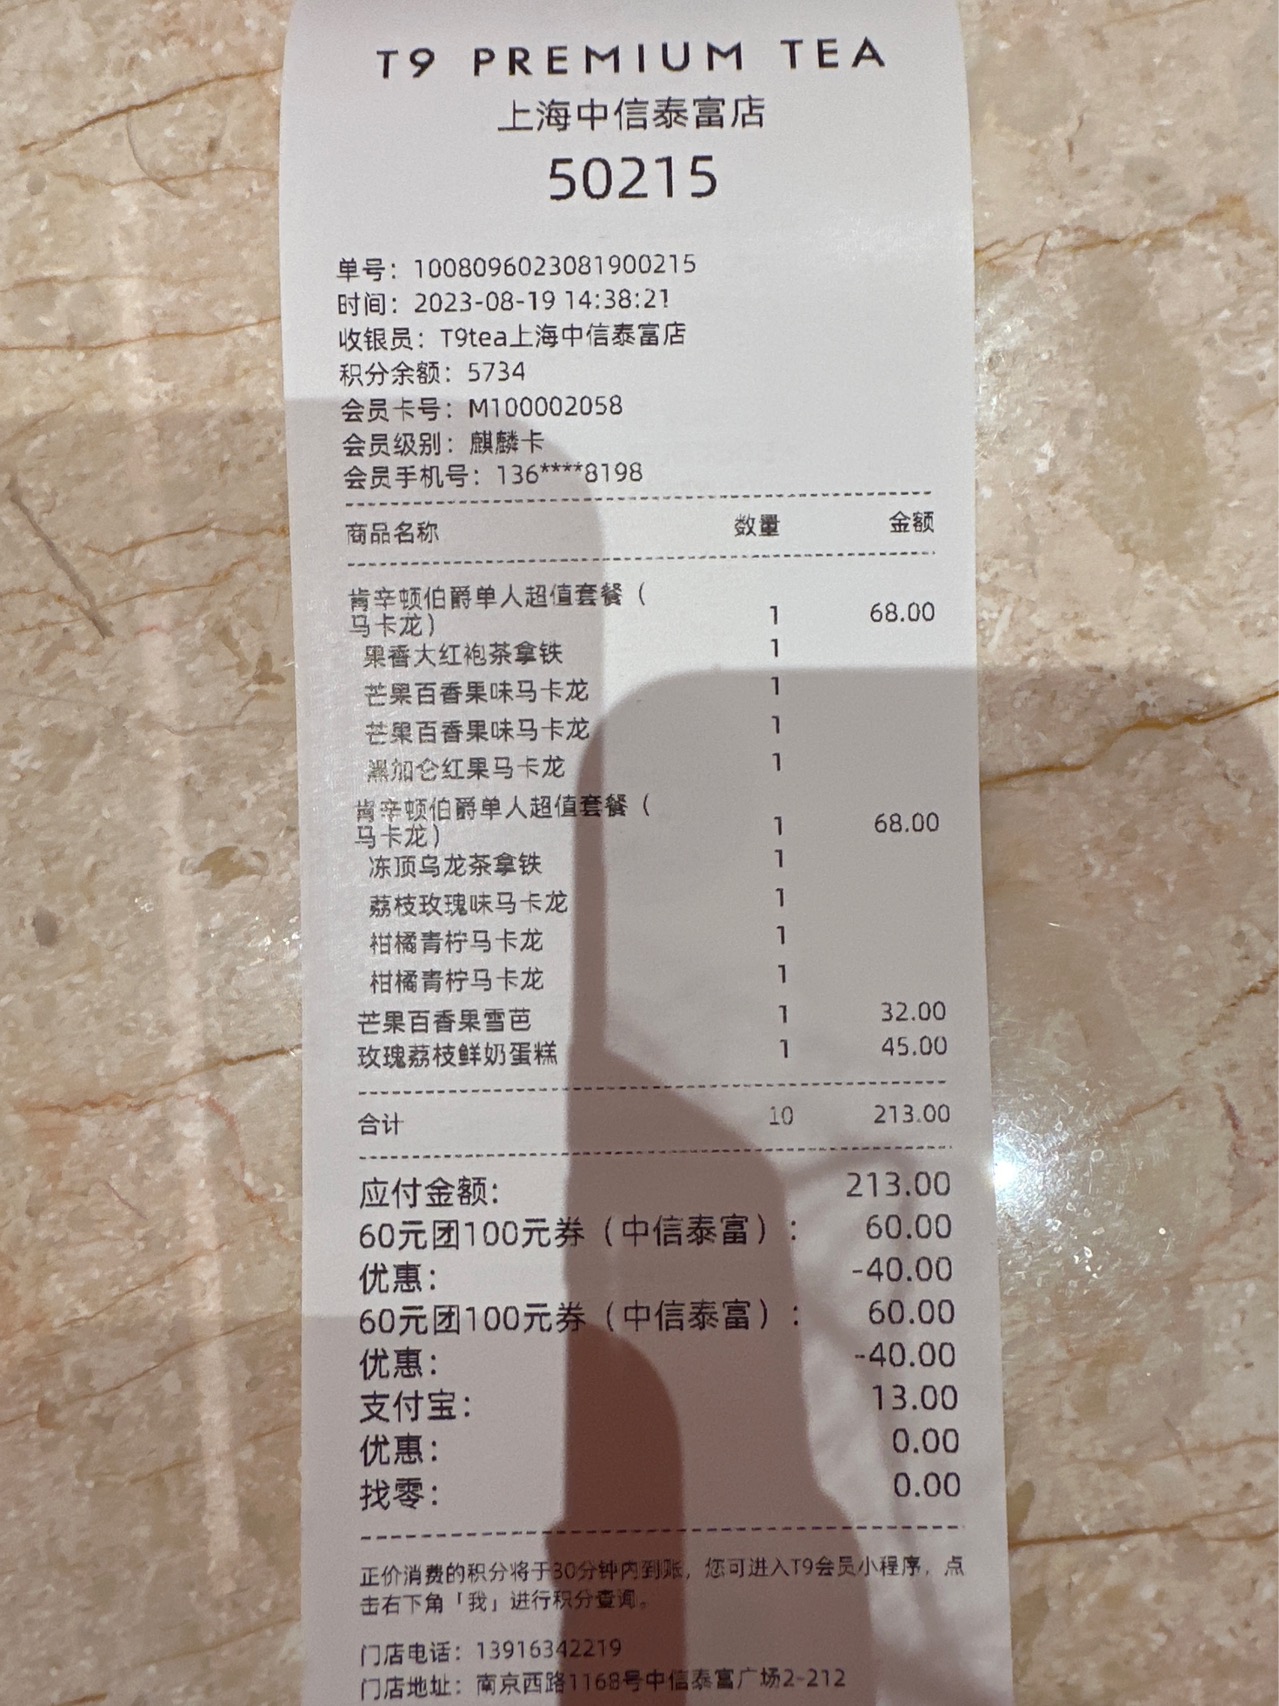 T9 PREMIUM TEA
上海中信泰富店
50215
单号：1008096023081900215
时间：2023-08-19 14:38:21
收银员：T9tea上海中信泰富店
积分余额：5734
会员卡号：M100002058
会员级别：麒麟卡
会员手机号：136****8198
商品名称 数量 金额
肯辛顿伯爵单人超值套餐（
马卡龙） 1 68.00
果香大红袍茶拿铁 1
芒果百香果味马卡龙 1
芒果百香果味马卡龙 1
黑加仑红果马卡龙 1
肯辛顿伯爵单人超值套餐（
马卡龙） 1 68.00
冻顶乌龙茶拿铁 1
荔枝玫瑰味马卡龙 1
柑橘青柠马卡龙 1
柑橘青柠马卡龙 1
芒果百香果雪芭 1 32.00
玫瑰荔枝鲜奶蛋糕 1 45.00
合计 10 213.00
应付金额： 213.00
60元团100元券（中信泰富）： 60.00
优惠： -40.00
60元团100元券（中信泰富）： 60.00
优惠： -40.00
支付宝： 13.00
优惠： 0.00
找零： 0.00
正价消费的积分将于30分钟内到账，您可进入T9会员小程序，点
击右下角「我」进行积分查询。
门店电话：13916342219
门店地址：南京西路1168号中信泰富广场2-212